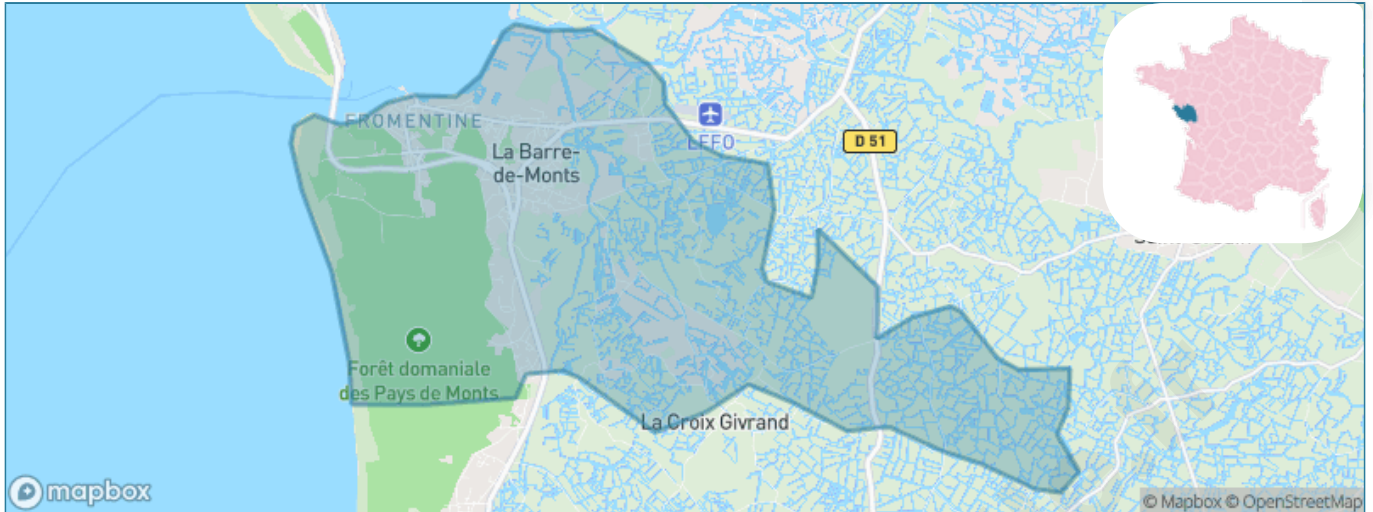 FROMENTINE
La Barre-
de-Monts
LFFO
D 51
Forêt domaniale
des Pays de Monts
La Croix Givrand
mapbox
© Mapbox © OpenStreetMap